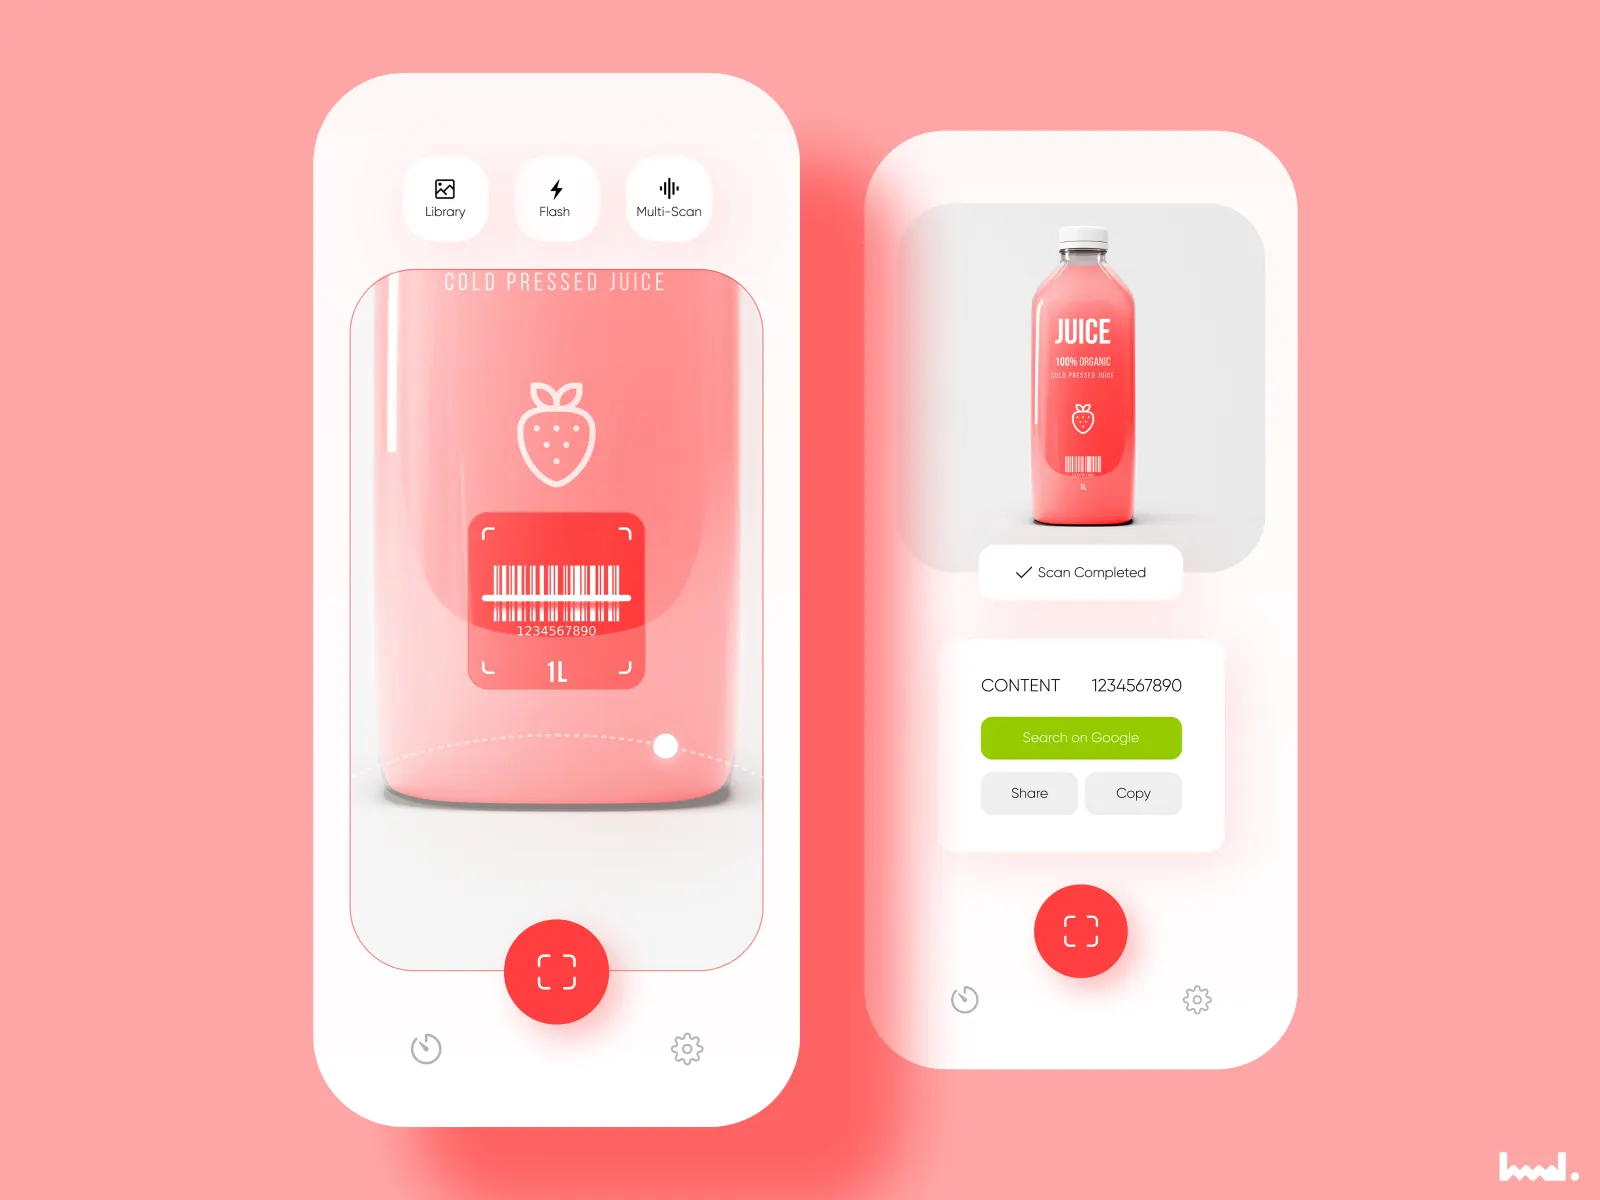 Library
Flash
Multi-Scan
COLD PRESSED JUICE
1234567890
1L
JUICE
100% ORGANIC
COLD PRESSED JUICE
1L
Scan Completed
CONTENT 1234567890
Search on Google
Share
Copy